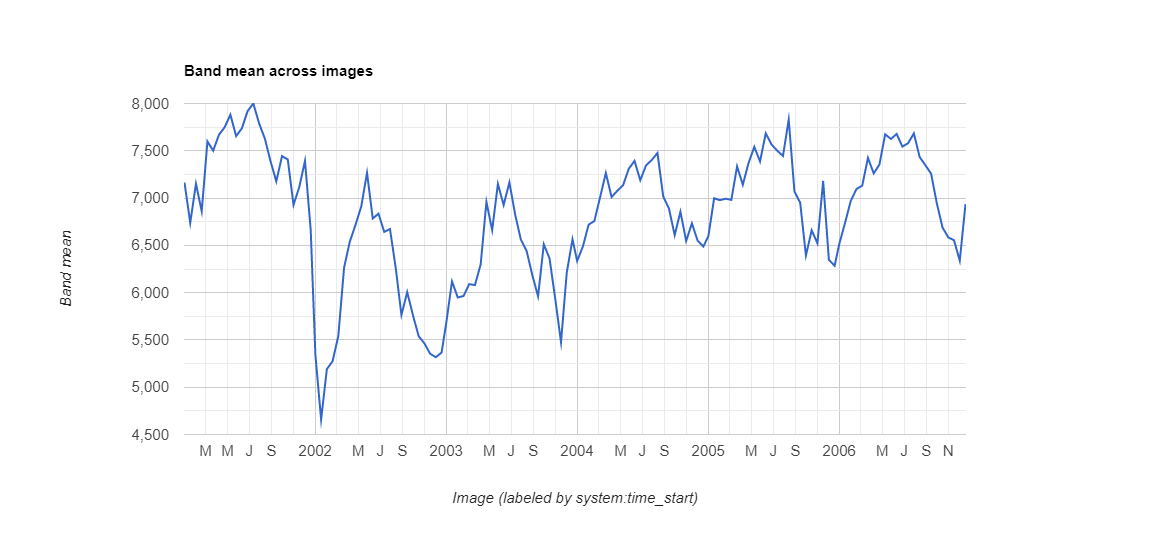 Band mean across images
8,000
7,500
7,000
6,500
6,000
5,500
5,000
4,500
Band mean
M M J S 2002 M J S 2003 M J S 2004 M J S 2005 M J S 2006 M J S N
Image (labeled by system:time_start)